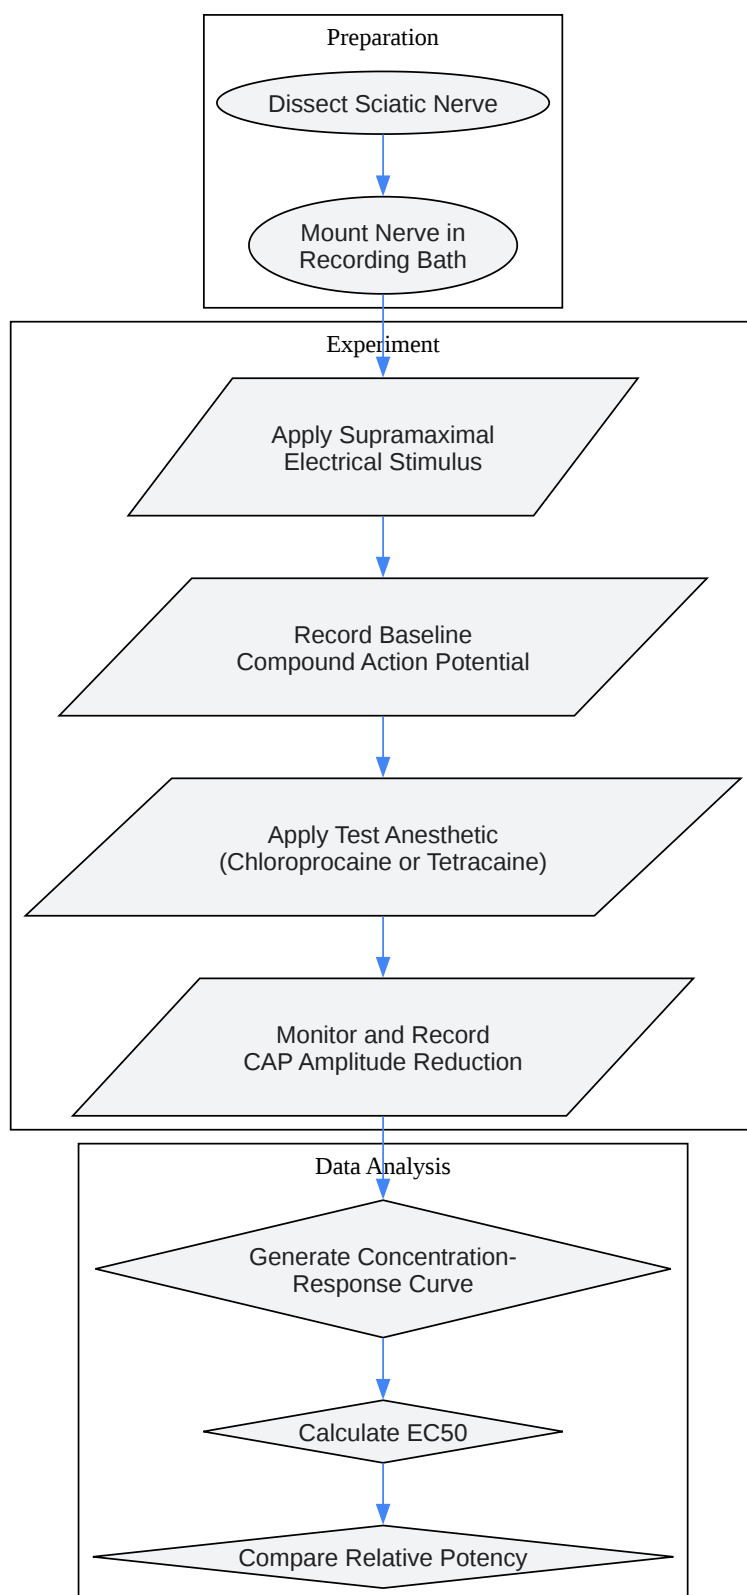 Preparation
Dissect Sciatic Nerve
Mount Nerve in
Recording Bath
Experiment
Apply Supramaximal
Electrical Stimulus
Record Baseline
Compound Action Potential
Apply Test Anesthetic
(Chloroprocaine or Tetracaine)
Monitor and Record
CAP Amplitude Reduction
Data Analysis
Generate Concentration-
Response Curve
Calculate EC50
Compare Relative Potency